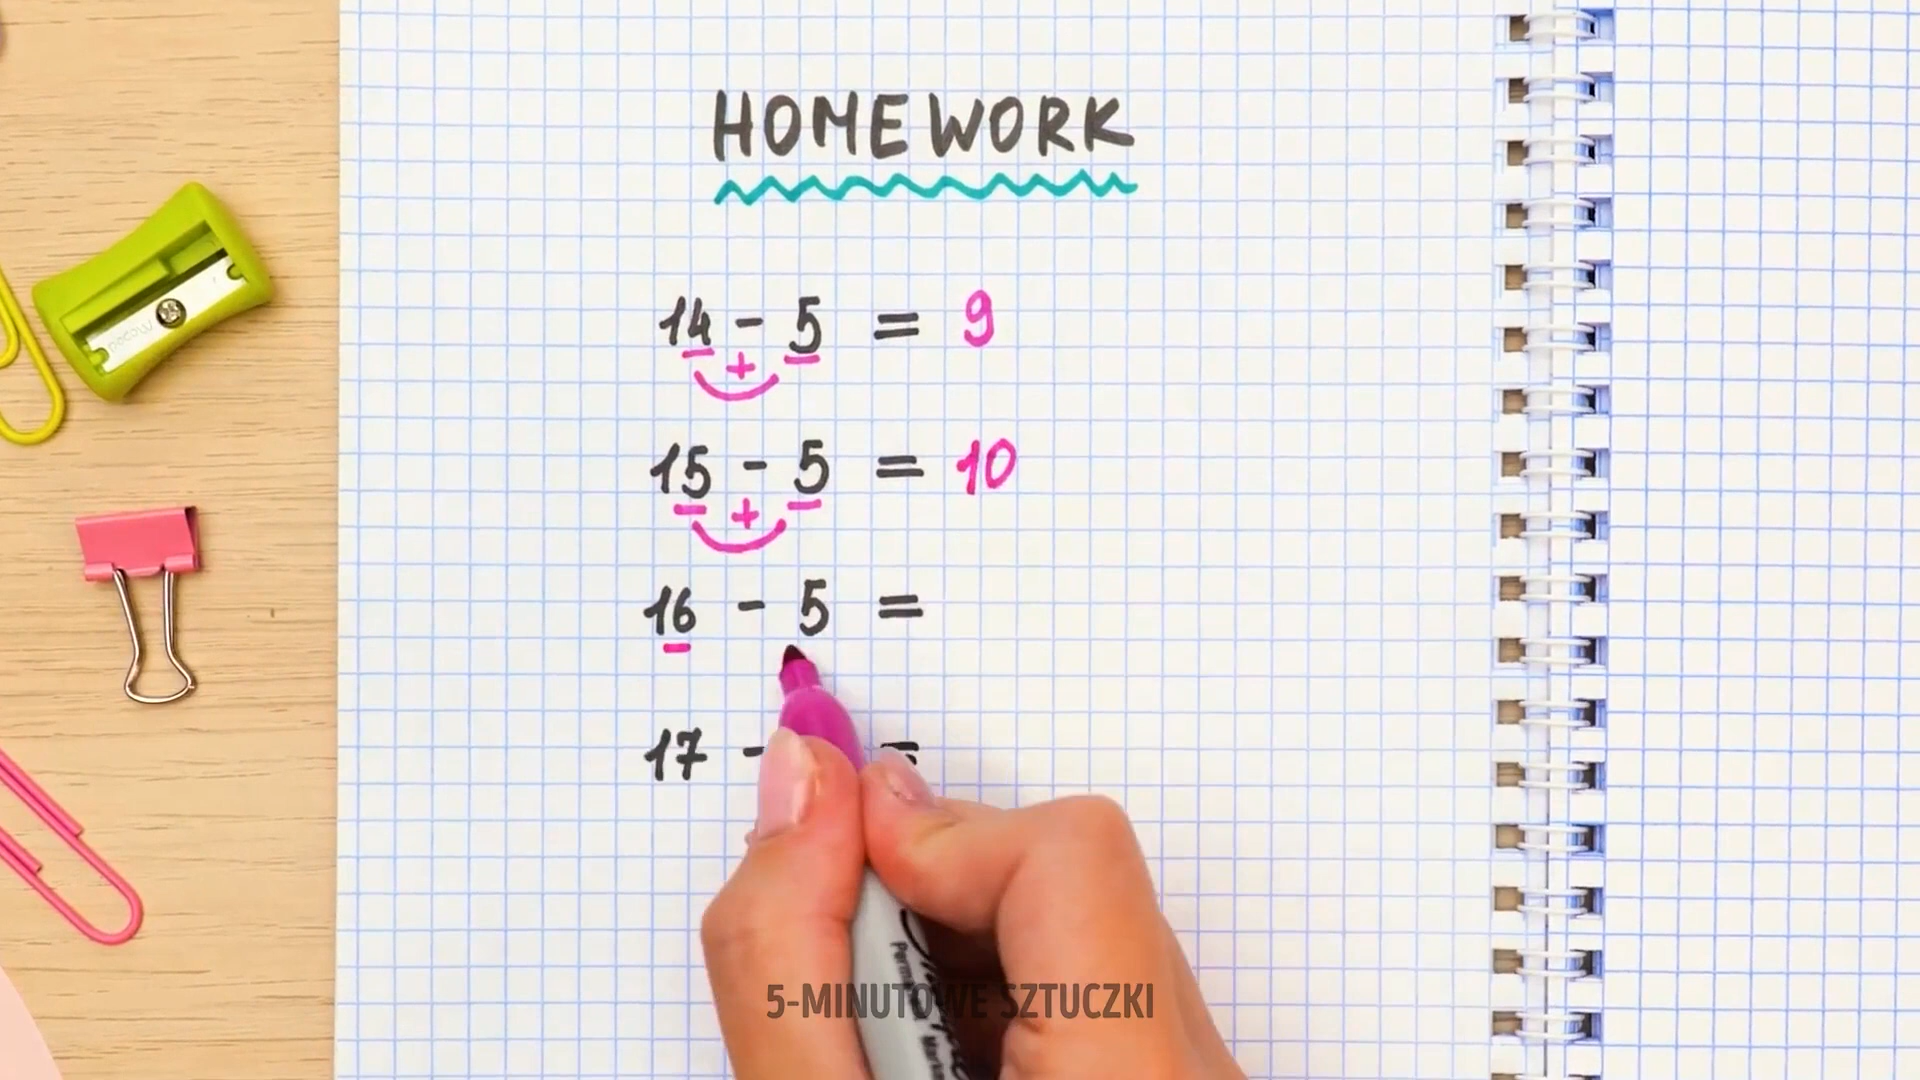 HOMEWORK
14 - 5 = 9
+
15 - 5 = 10
+
16 - 5 =
17 - =
5-MINUTOWE SZTUCZKI